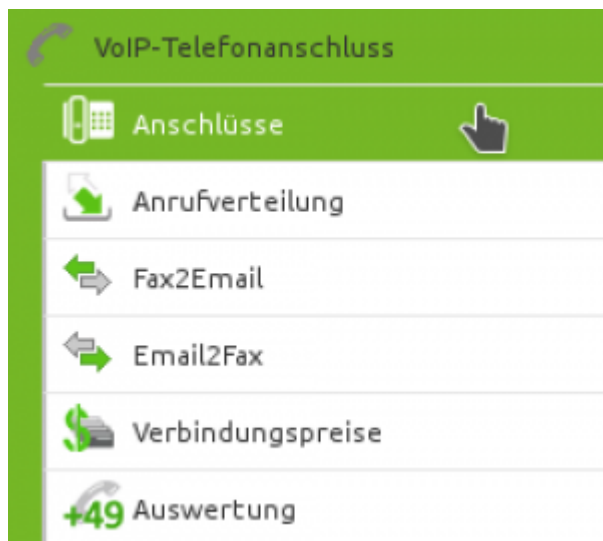 VoIP-Telefonanschluss
Anschlüsse
Anrufverteilung
Fax2Email
Email2Fax
Verbindungspreise
+49 Auswertung